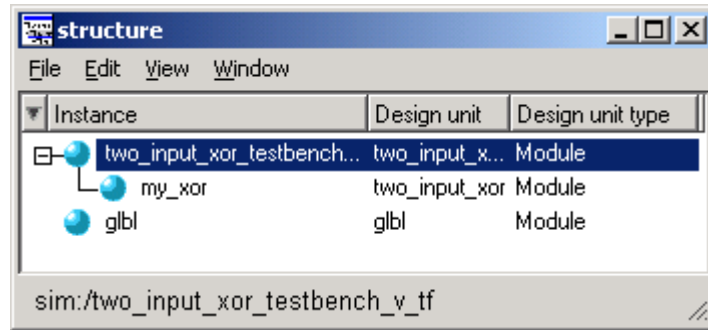 structure
File Edit View Window
Instance Design unit Design unit type
two_input_xor_testbench... two_input_x... Module
my_xor two_input_xor Module
glbl glbl Module
sim:/two_input_xor_testbench_v_tf